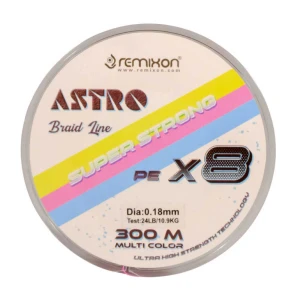 remixon
www.remixon.com
ASTRO
Braid Line
SUPER STRONG
PE X8
Dia:0.18mm
Test:24LB/10.9KG
300 M
MULTI COLOR
ULTRA HIGH STRENGTH TECHNOLOGY